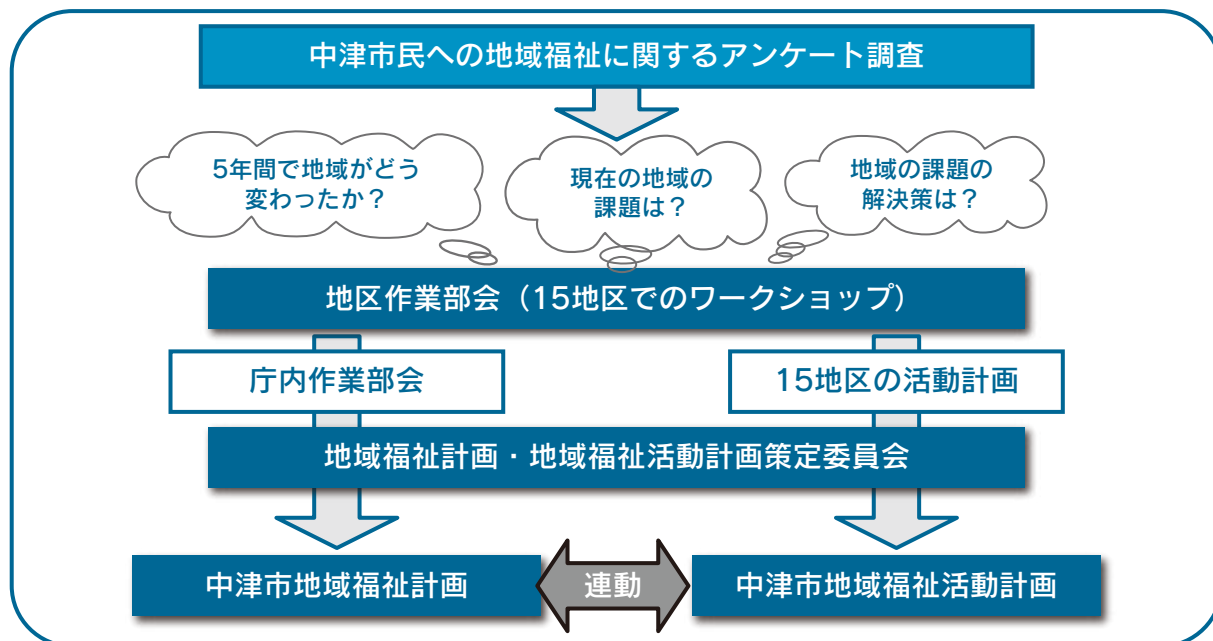 中津市民への地域福祉に関するアンケート調査
5年間で地域がどう
変わったか？
現在の地域の
課題は？
地域の課題の
解決策は？
地区作業部会（15地区でのワークショップ）
庁内作業部会
15地区の活動計画
地域福祉計画・地域福祉活動計画策定委員会
中津市地域福祉計画
連動
中津市地域福祉活動計画